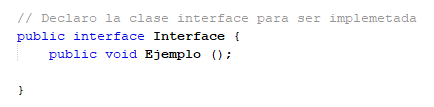 // Declaro la clase interface para ser implemetada
public interface Interface {
public void Ejemplo ();
}